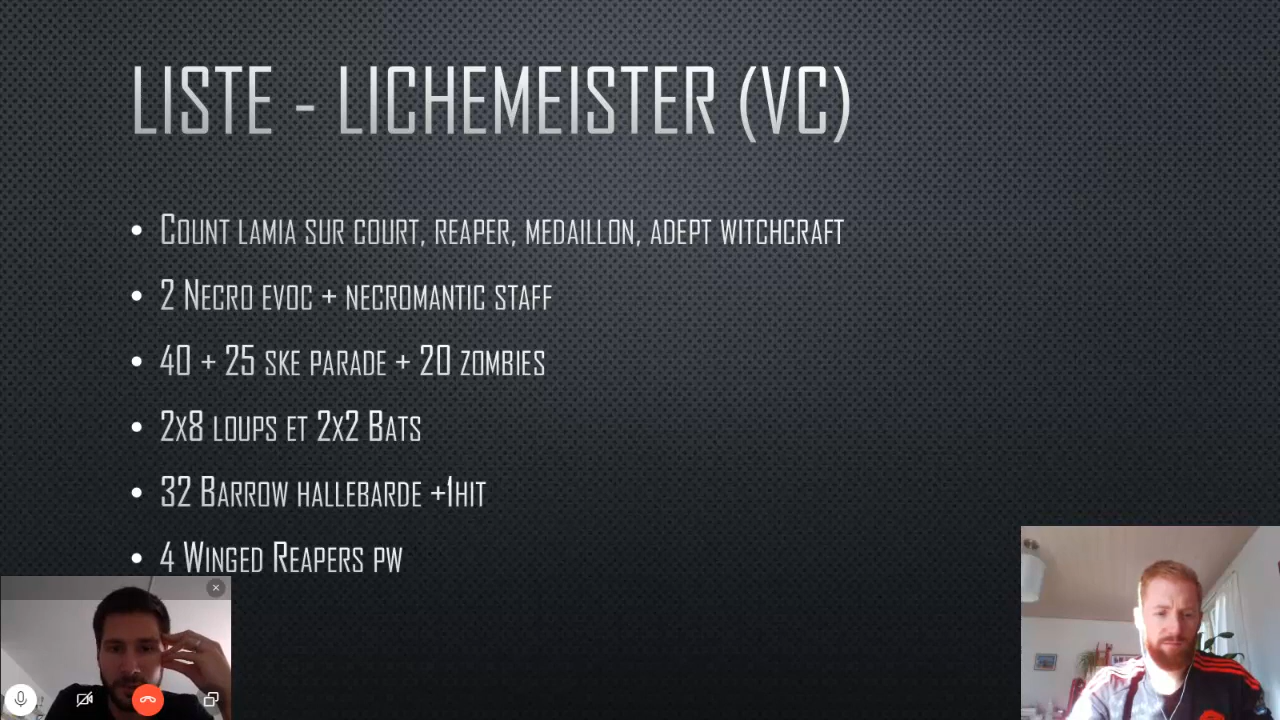 LISTE - LICHEMEISTER (VC)
• COUNT LAMIA SUR COURT, REAPER, MEDAILLON, ADEPT WITCHCRAFT
• 2 NECRO EVOC + NECROMANTIC STAFF
• 40 + 25 SKE PARADE + 20 ZOMBIES
• 2X8 LOUPS ET 2X2 BATS
• 32 BARROW HALLEBARDE +1HIT
• 4 WINGED REAPERS PW